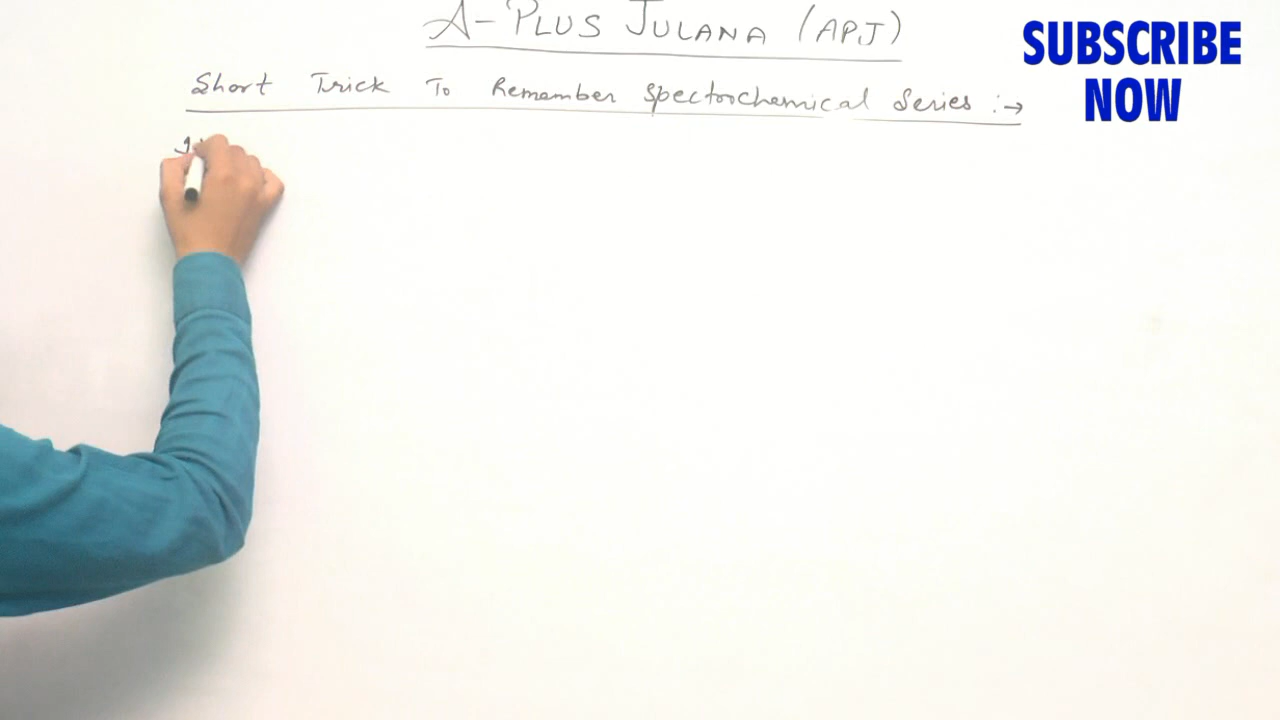 A-PLUS JULANA (APJ)
SUBSCRIBE
NOW
Short Trick To Remember Spectrochemical Series :→